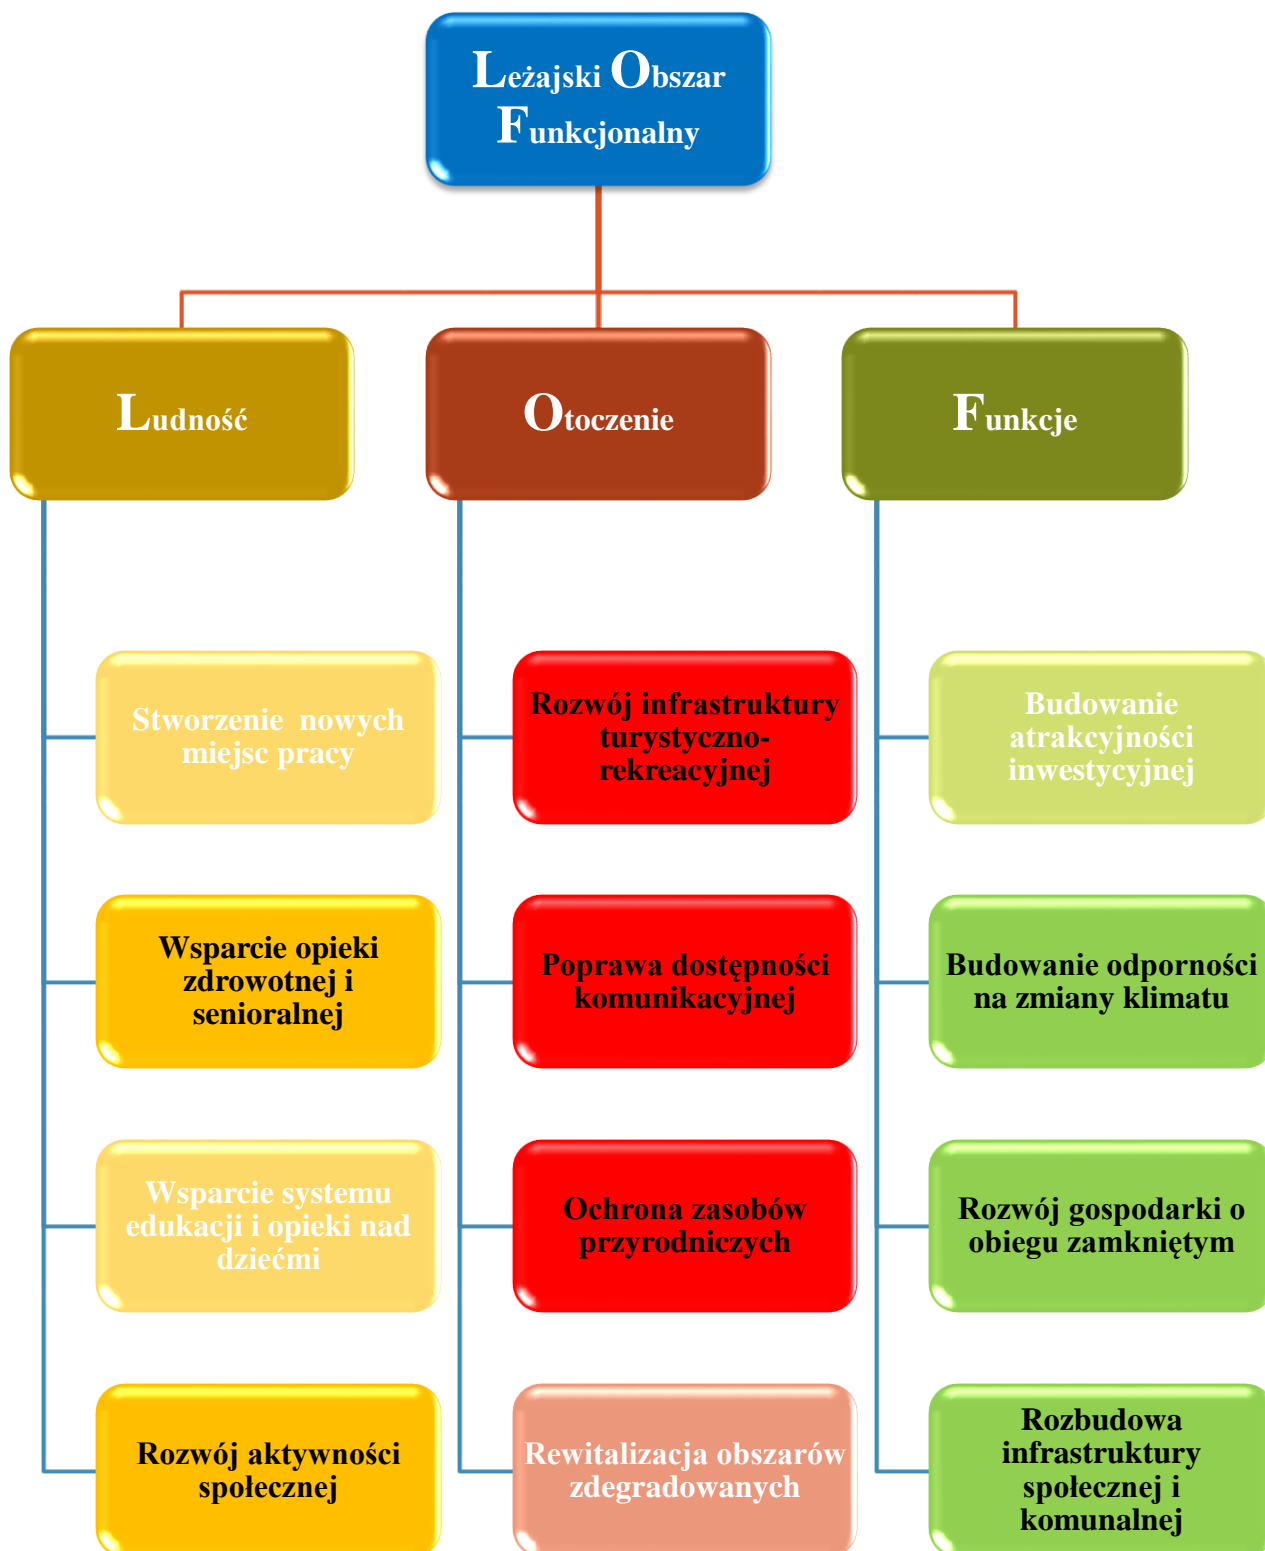 Leżajski Obszar
Funkcjonalny
Ludność
Stworzenie nowych
miejsc pracy
Wsparcie opieki
zdrowotnej i
senioralnej
Wsparcie systemu
edukacji i opieki nad
dziećmi
Rozwój aktywności
społecznej
Otoczenie
Rozwój infrastruktury
turystyczno-
rekreacyjnej
Poprawa dostępności
komunikacyjnej
Ochrona zasobów
przyrodniczych
Rewitalizacja obszarów
zdegradowanych
Funkcje
Budowanie
atrakcyjności
inwestycyjnej
Budowanie odporności
na zmiany klimatu
Rozwój gospodarki o
obiegu zamkniętym
Rozbudowa
infrastruktury
społecznej i
komunalnej